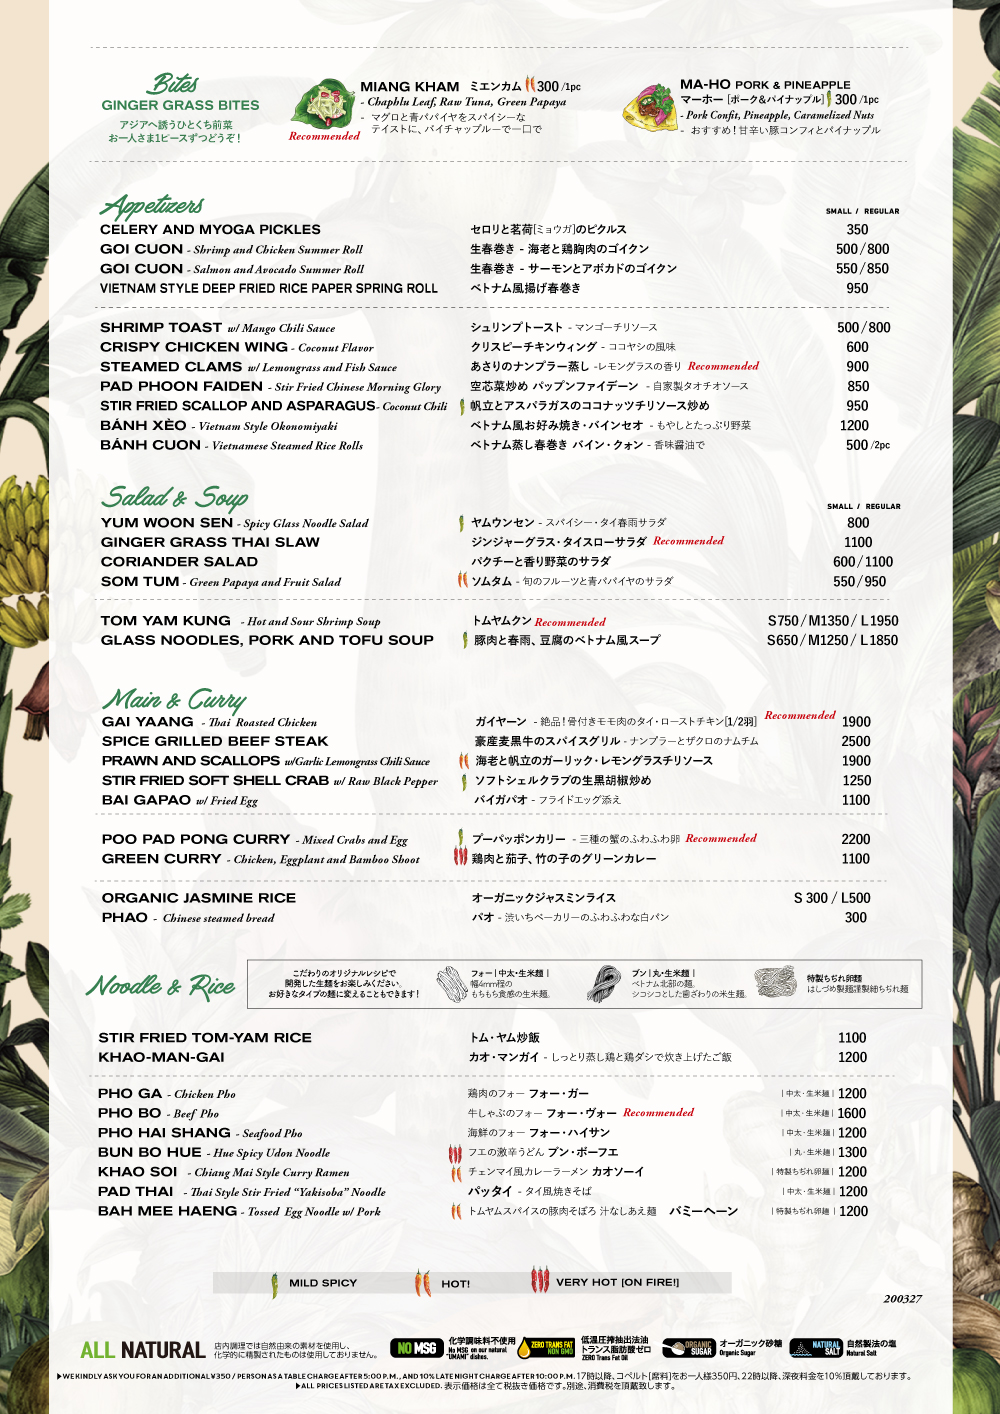 Bites
GINGER GRASS BITES
アジアへ誘うひとくち前菜
お一人さま1ピースずつどうぞ！
Recommended
MIANG KHAM ミエンカム 300 /1pc
- Chaphlu Leaf, Raw Tuna, Green Papaya
- マグロと青パパイヤをスパイシーな
テイストに、バイチャップルーで一口で
MA-HO PORK & PINEAPPLE
マーホー [ポーク&パイナップル] 300 /1pc
- Pork Confit, Pineapple, Caramelized Nuts
- おすすめ！甘辛い豚コンフィとパイナップル
Appetizers
SMALL / REGULAR
CELERY AND MYOGA PICKLES セロリと茗荷[ミョウガ]のピクルス 350
GOI CUON - Shrimp and Chicken Summer Roll 生春巻き - 海老と鶏胸肉のゴイクン 500/800
GOI CUON - Salmon and Avocado Summer Roll 生春巻き - サーモンとアボカドのゴイクン 550/850
VIETNAM STYLE DEEP FRIED RICE PAPER SPRING ROLL ベトナム風揚げ春巻き 950
SHRIMP TOAST w/ Mango Chili Sauce シュリンプトースト - マンゴーチリソース 500/800
CRISPY CHICKEN WING - Coconut Flavor クリスピーチキンウィング - ココヤシの風味 600
STEAMED CLAMS w/ Lemongrass and Fish Sauce あさりのナンプラー蒸し -レモングラスの香り Recommended 900
PAD PHOON FAIDEN - Stir Fried Chinese Morning Glory 空芯菜炒め パップンファイデーン - 自家製タオチオソース 850
STIR FRIED SCALLOP AND ASPARAGUS- Coconut Chili 帆立とアスパラガスのココナッツチリソース炒め 950
BÁNH XÈO - Vietnam Style Okonomiyaki ベトナム風お好み焼き・バインセオ - もやしとたっぷり野菜 1200
BÁNH CUON - Vietnamese Steamed Rice Rolls ベトナム蒸し春巻き バイン・クォン - 香味醤油で 500 /2pc
Salad & Soup
SMALL / REGULAR
YUM WOON SEN - Spicy Glass Noodle Salad ヤムウンセン - スパイシー・タイ春雨サラダ 800
GINGER GRASS THAI SLAW ジンジャーグラス・タイスローサラダ Recommended 1100
CORIANDER SALAD パクチーと香り野菜のサラダ 600/1100
SOM TUM - Green Papaya and Fruit Salad ソムタム - 旬のフルーツと青パパイヤのサラダ 550/950
TOM YAM KUNG - Hot and Sour Shrimp Soup トムヤムクン Recommended S750/M1350/L1950
GLASS NOODLES, PORK AND TOFU SOUP 豚肉と春雨、豆腐のベトナム風スープ S650/M1250/L1850
Main & Curry
GAI YAANG - Thai Roasted Chicken ガイヤーン - 絶品！骨付きモモ肉のタイ・ローストチキン[1/2羽] Recommended 1900
SPICE GRILLED BEEF STEAK 豪産麦黒牛のスパイスグリル - ナンプラーとザクロのナムチム 2500
PRAWN AND SCALLOPS w/Garlic Lemongrass Chili Sauce 海老と帆立のガーリック・レモングラスチリソース 1900
STIR FRIED SOFT SHELL CRAB w/ Raw Black Pepper ソフトシェルクラブの生黒胡椒炒め 1250
BAI GAPAO w/ Fried Egg バイガパオ - フライドエッグ添え 1100
POO PAD PONG CURRY - Mixed Crabs and Egg プーパッポンカリー - 三種の蟹のふわふわ卵 Recommended 2200
GREEN CURRY - Chicken, Eggplant and Bamboo Shoot 鶏肉と茄子、竹の子のグリーンカレー 1100
ORGANIC JASMINE RICE オーガニックジャスミンライス S 300 / L500
PHAO - Chinese steamed bread パオ - 渋いちベーカリーのふわふわな白パン 300
Noodle & Rice
こだわりのオリジナルレシピで
開発した生麺をお楽しみください。
お好きなタイプの麺に変えることもできます！
フォー｜中太・生米麺｜
幅4mm程の
もちもち食感の生米麺。
ブン｜丸・生米麺｜
ベトナム北部の麺。
シコシコとした歯ざわりの米生麺。
特製ちぢれ卵麺
はしづめ製麺謹製細ちぢれ麺
STIR FRIED TOM-YAM RICE トム・ヤム炒飯 1100
KHAO-MAN-GAI カオ・マンガイ - しっとり蒸し鶏と鶏ダシで炊き上げたご飯 1200
PHO GA - Chicken Pho 鶏肉のフォー フォー・ガー ｜中太・生米麺｜ 1200
PHO BO - Beef Pho 牛しゃぶのフォー フォー・ヴォー Recommended ｜中太・生米麺｜ 1600
PHO HAI SHANG - Seafood Pho 海鮮のフォー フォー・ハイサン ｜中太・生米麺｜ 1200
BUN BO HUE - Hue Spicy Udon Noodle フエの激辛うどん ブン・ボーフエ ｜丸・生米麺｜ 1300
KHAO SOI - Chiang Mai Style Curry Ramen チェンマイ風カレーラーメン カオソーイ ｜特製ちぢれ卵麺｜ 1200
PAD THAI - Thai Style Stir Fried “Yakisoba” Noodle パッタイ - タイ風焼きそば ｜中太・生米麺｜ 1200
BAH MEE HAENG - Tossed Egg Noodle w/ Pork トムヤムスパイスの豚肉そぼろ 汁なしあえ麺 バミーヘーン ｜特製ちぢれ卵麺｜ 1200
MILD SPICY HOT! VERY HOT [ON FIRE!]
200327
ALL NATURAL
店内調理では自然由来の素材を使用し、
化学的に精製されたものは使用しておりません。
NO MSG
化学調味料不使用
No MSG on our natural
"UMAMI" dishes.
ZERO TRANS FAT
NON GMO
低温圧搾抽出法油
トランス脂肪酸ゼロ
ZERO Trans Fat Oil
ORGANIC SUGAR
オーガニック砂糖
Organic Sugar
NATURAL SALT
自然製法の塩
Natural Salt
▶WE KINDLY ASK YOU FOR AN ADDITIONAL ¥350 / PERSON AS A TABLE CHARGE AFTER 5:00 P.M., AND 10% LATE NIGHT CHARGE AFTER 10:00 P.M. 17時以降、コペルト[席料]をお一人様350円、22時以降、深夜料金を10%頂戴しております。
▶ALL PRICES LISTED ARE TAX EXCLUDED. 表示価格は全て税抜き価格です。別途、消費税を頂戴致します。